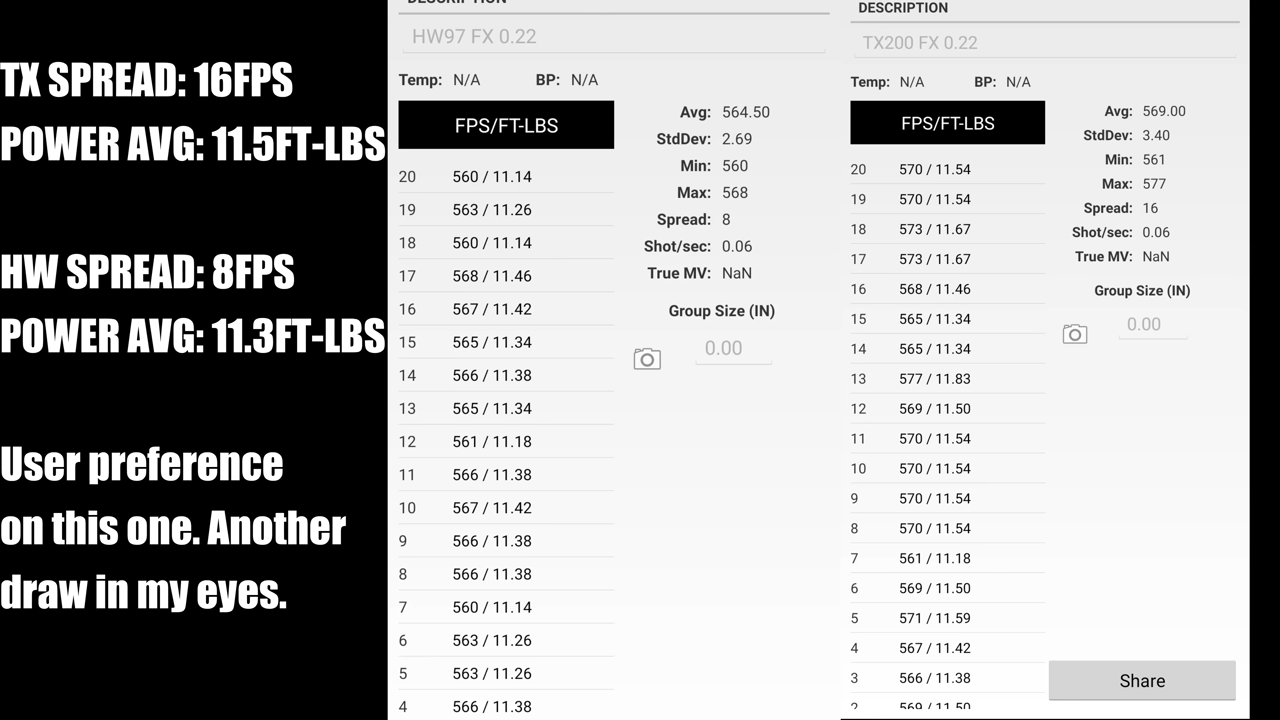 TX SPREAD: 16FPS
POWER AVG: 11.5FT-LBS
HW SPREAD: 8FPS
POWER AVG: 11.3FT-LBS
User preference
on this one. Another
draw in my eyes.
DESCRIPTION
HW97 FX 0.22
Temp: N/A BP: N/A
FPS/FT-LBS
20 560 / 11.14
19 563 / 11.26
18 560 / 11.14
17 568 / 11.46
16 567 / 11.42
15 565 / 11.34
14 566 / 11.38
13 565 / 11.34
12 561 / 11.18
11 566 / 11.38
10 567 / 11.42
9 566 / 11.38
8 566 / 11.38
7 560 / 11.14
6 563 / 11.26
5 563 / 11.26
4 566 / 11.38
Avg: 564.50
StdDev: 2.69
Min: 560
Max: 568
Spread: 8
Shot/sec: 0.06
True MV: NaN
Group Size (IN)
0.00
DESCRIPTION
TX200 FX 0.22
Temp: N/A BP: N/A
FPS/FT-LBS
20 570 / 11.54
19 570 / 11.54
18 573 / 11.67
17 573 / 11.67
16 568 / 11.46
15 565 / 11.34
14 565 / 11.34
13 577 / 11.83
12 569 / 11.50
11 570 / 11.54
10 570 / 11.54
9 570 / 11.54
8 570 / 11.54
7 561 / 11.18
6 569 / 11.50
5 571 / 11.59
4 567 / 11.42
3 566 / 11.38
2 569 / 11.50
Avg: 569.00
StdDev: 3.40
Min: 561
Max: 577
Spread: 16
Shot/sec: 0.06
True MV: NaN
Group Size (IN)
0.00
Share